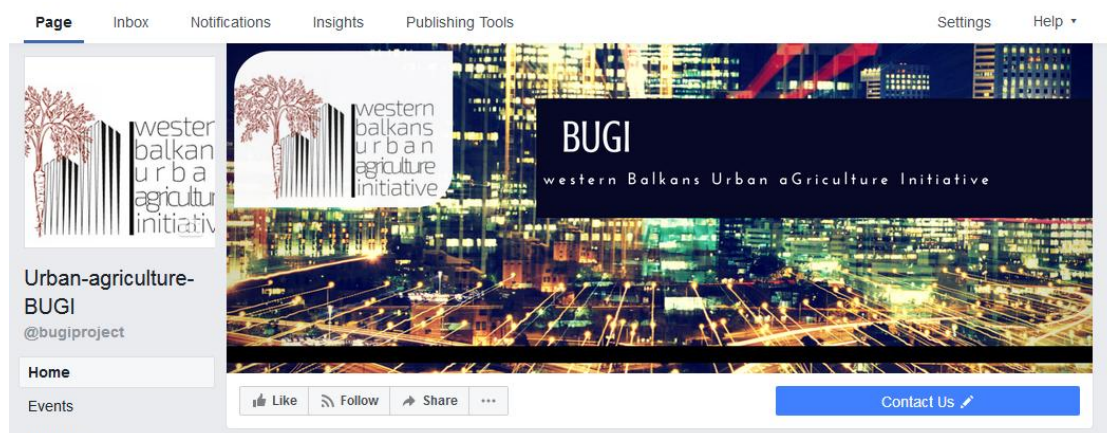 Page Inbox Notifications Insights Publishing Tools Settings Help
wester
balkan
urba
agricultur
initiativ
western
balkans
urban
agriculture
initiative
BUGI
western Balkans Urban aGriculture Initiative
Urban-agriculture-
BUGI
@bugiproject
Home
Events
Like Follow Share ...
Contact Us